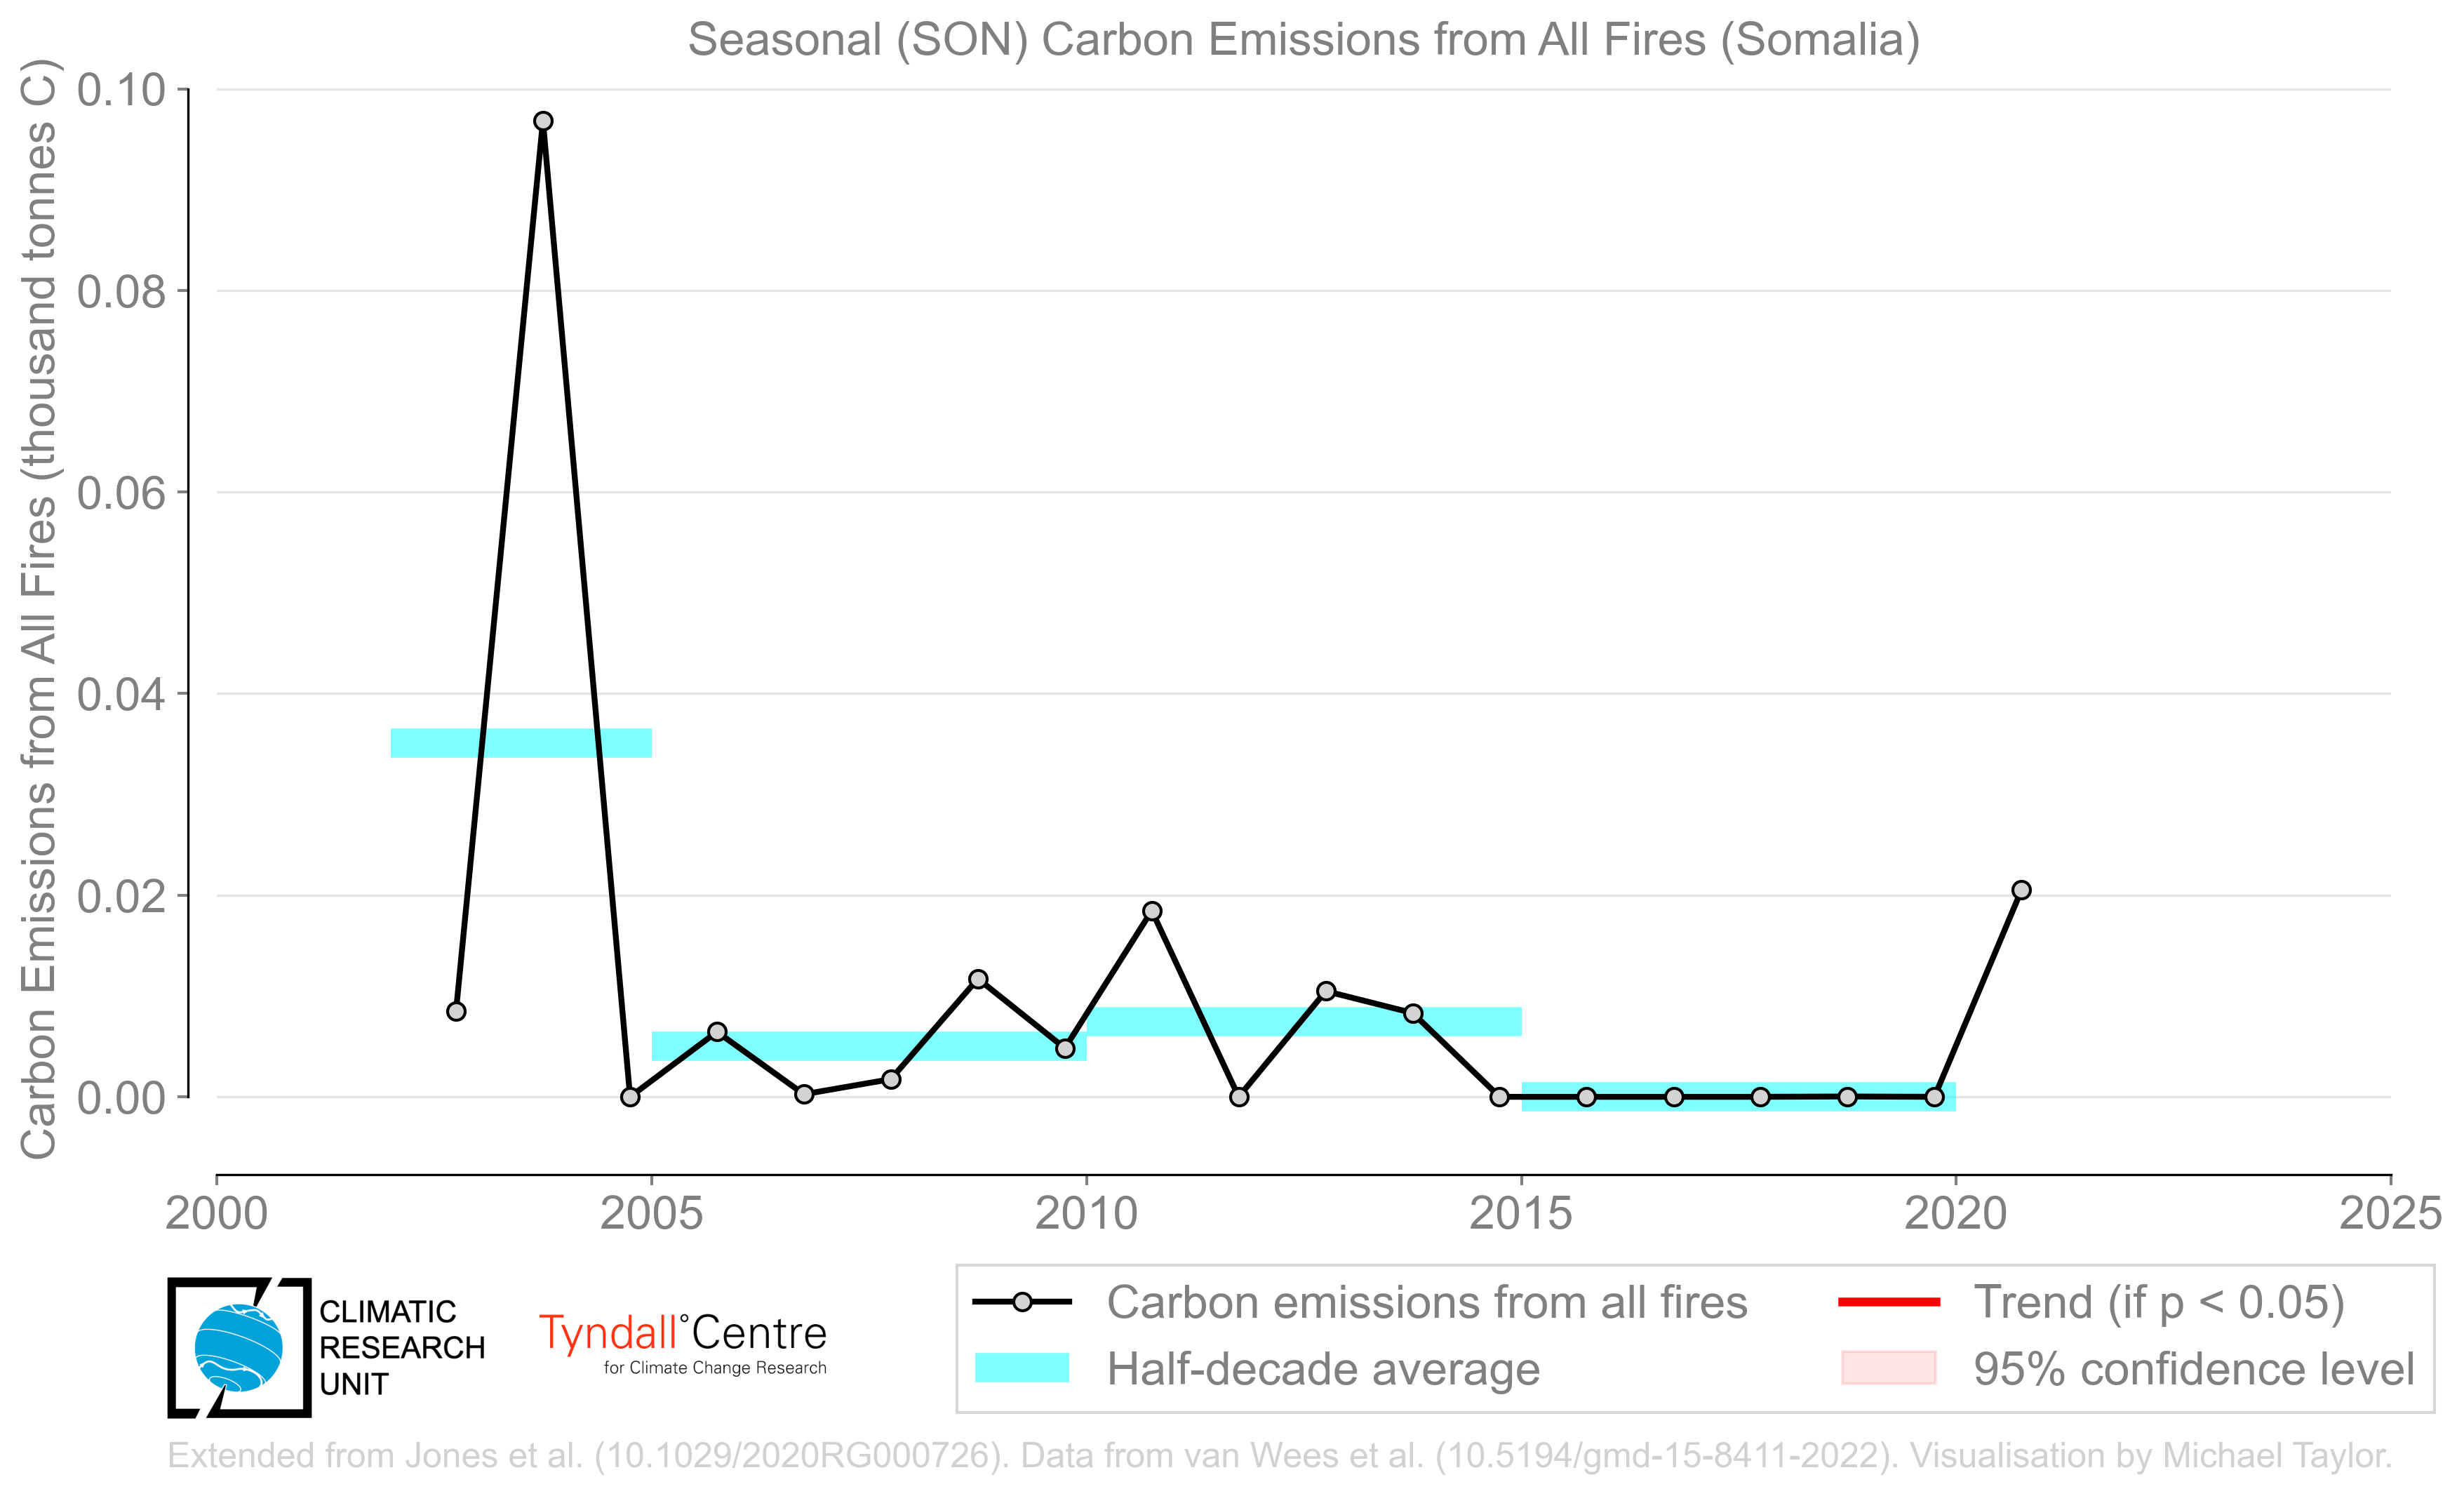 Seasonal (SON) Carbon Emissions from All Fires (Somalia)
Carbon Emissions from All Fires (thousand tonnes C)
0.10
0.08
0.06
0.04
0.02
0.00
2000 2005 2010 2015 2020 2025
CLIMATIC
RESEARCH
UNIT
Tyndall°Centre
for Climate Change Research
Carbon emissions from all fires
Half-decade average
Trend (if p < 0.05)
95% confidence level
Extended from Jones et al. (10.1029/2020RG000726). Data from van Wees et al. (10.5194/gmd-15-8411-2022). Visualisation by Michael Taylor.